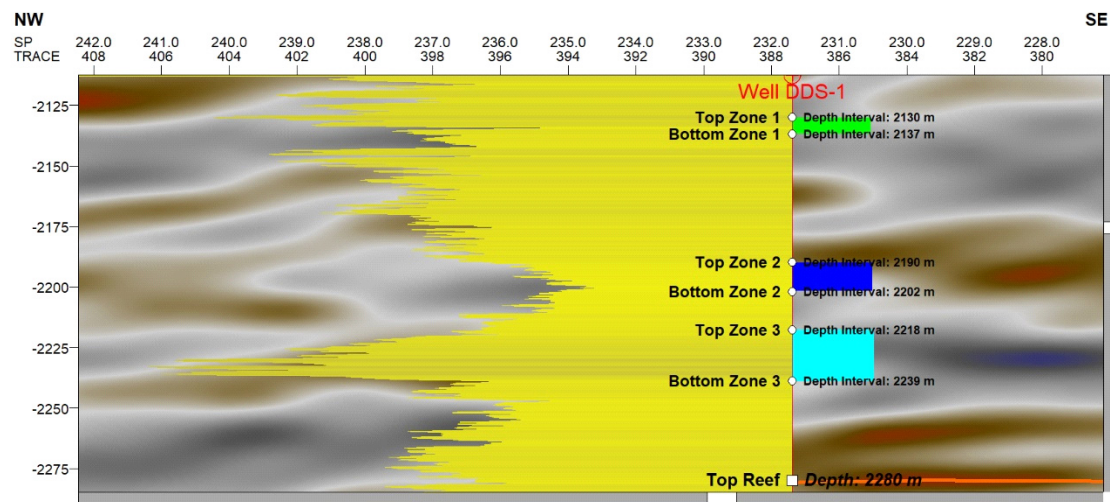 NW SE
SP 242.0 241.0 240.0 239.0 238.0 237.0 236.0 235.0 234.0 233.0 232.0 231.0 230.0 229.0 228.0
TRACE 408 406 404 402 400 398 396 394 392 390 388 386 384 382 380
Well DDS-1
-2125
Top Zone 1 Depth Interval: 2130 m
Bottom Zone 1 Depth Interval: 2137 m
-2150
-2175
Top Zone 2 Depth Interval: 2190 m
-2200
Bottom Zone 2 Depth Interval: 2202 m
Top Zone 3 Depth Interval: 2218 m
-2225
Bottom Zone 3 Depth Interval: 2239 m
-2250
-2275
Top Reef Depth: 2280 m